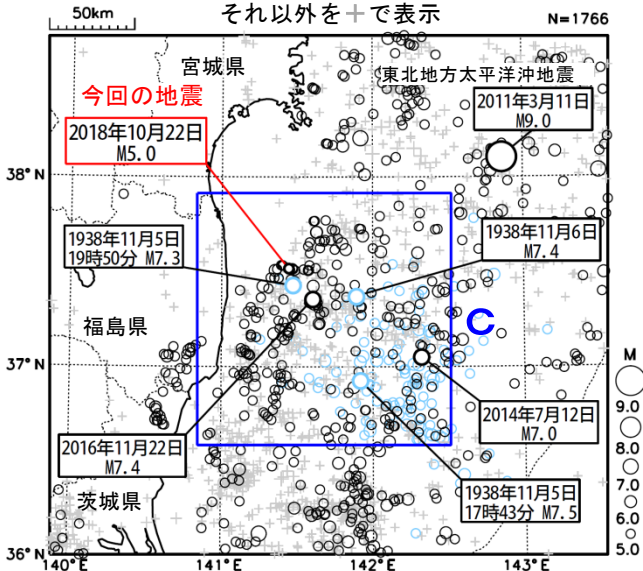 50km
それ以外を＋で表示
N=1766
宮城県
東北地方太平洋沖地震
今回の地震
2011年3月11日
M9.0
2018年10月22日
M5.0
38°N
1938年11月5日
19時50分 M7.3
1938年11月6日
M7.4
C
福島県
37°N
M
9.0
8.0
7.0
6.0
5.0
2014年7月12日
M7.0
2016年11月22日
M7.4
1938年11月5日
17時43分 M7.5
茨城県
36°N
140°E
141°E
142°E
143°E